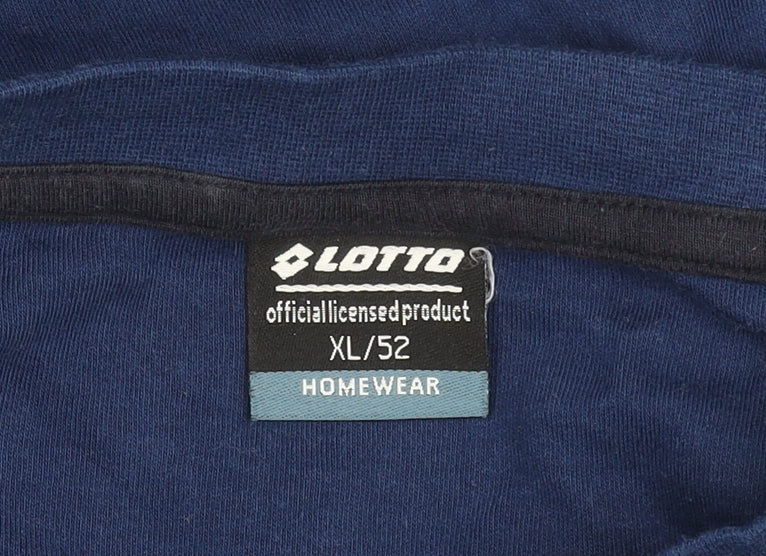 LOTTO
official licensed product
XL/52
HOMEWEAR